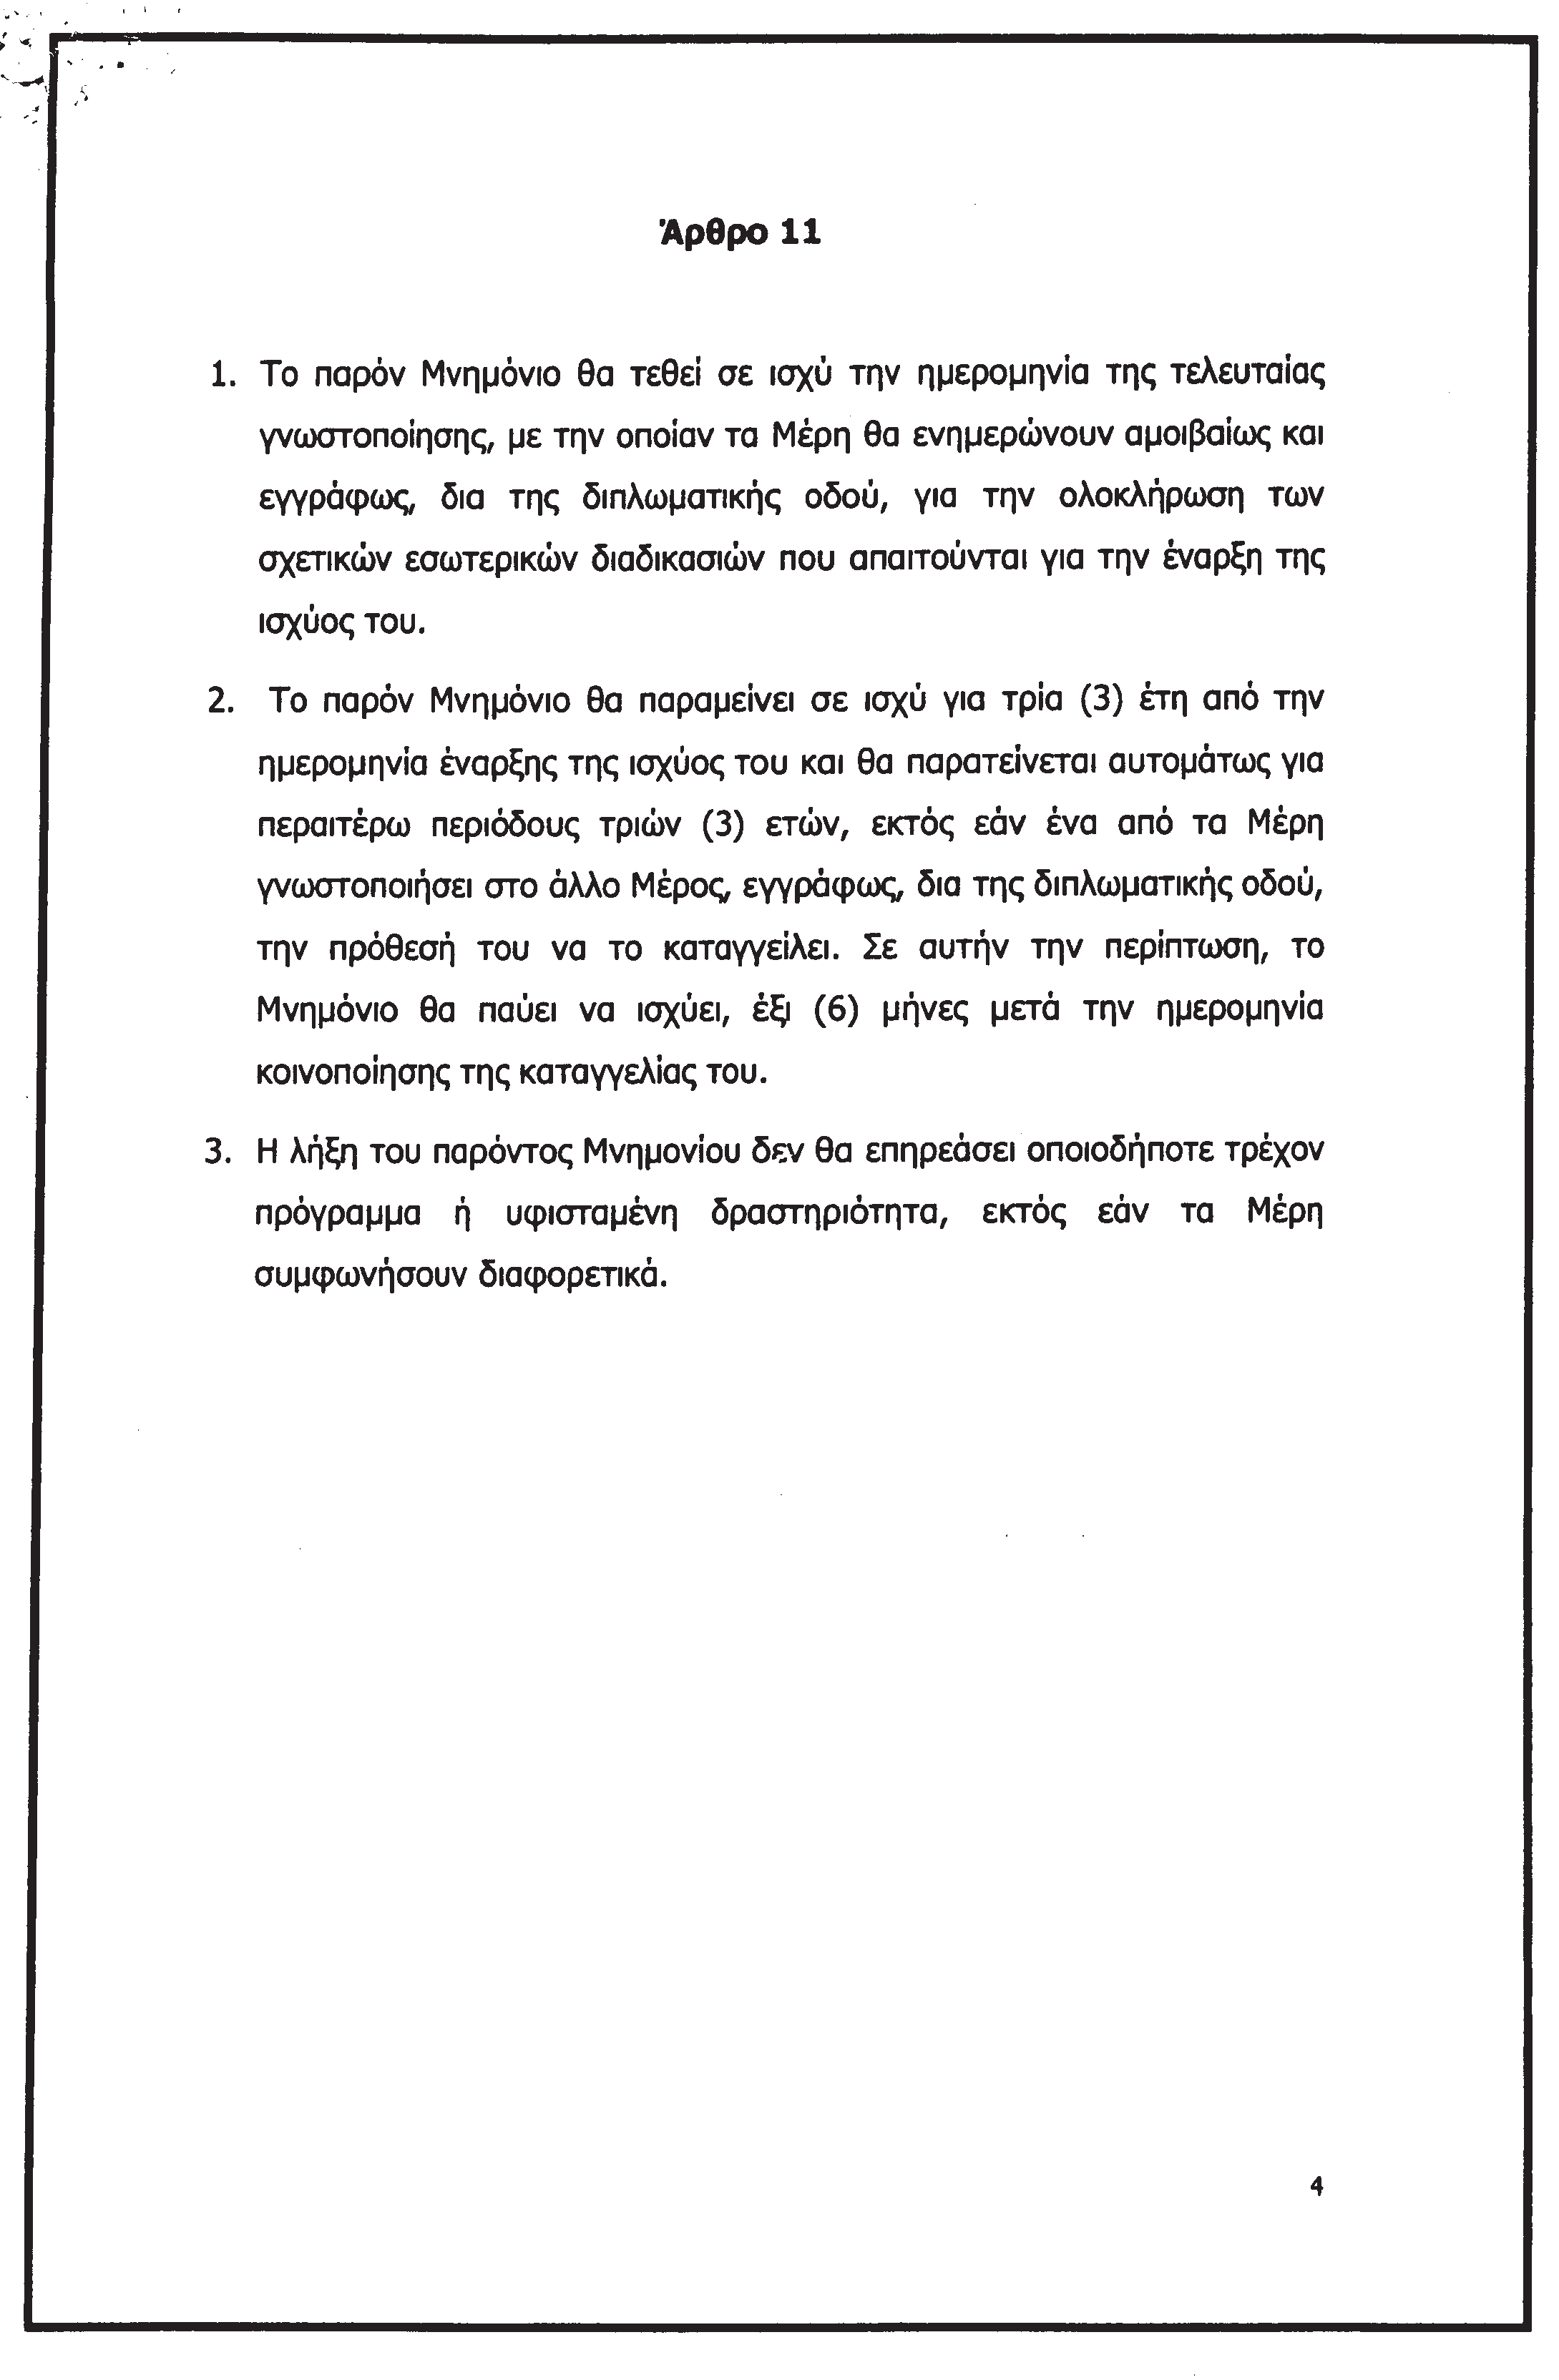 Άρθρο 11
1. Το παρόν Μνημόνιο θα τεθεί σε ισχύ την ημερομηνία της τελευταίας
γνωστοποίησης, με την οποίαν τα Μέρη θα ενημερώνουν αμοιβαίως και
εγγράφως, δια της διπλωματικής οδού, για την ολοκλήρωση των
σχετικών εσωτερικών διαδικασιών που απαιτούνται για την έναρξη της
ισχύος του.
2. Το παρόν Μνημόνιο θα παραμείνει σε ισχύ για τρία (3) έτη από την
ημερομηνία έναρξης της ισχύος του και θα παρατείνεται αυτομάτως για
περαιτέρω περιόδους τριών (3) ετών, εκτός εάν ένα από τα Μέρη
γνωστοποιήσει στο άλλο Μέρος, εγγράφως, δια της διπλωματικής οδού,
την πρόθεσή του να το καταγγείλει. Σε αυτήν την περίπτωση, το
Μνημόνιο θα παύει να ισχύει, έξι (6) μήνες μετά την ημερομηνία
κοινοποίησης της καταγγελίας του.
3. Η λήξη του παρόντος Μνημονίου δεν θα επηρεάσει οποιοδήποτε τρέχον
πρόγραμμα ή υφισταμένη δραστηριότητα, εκτός εάν τα Μέρη
συμφωνήσουν διαφορετικά.
4